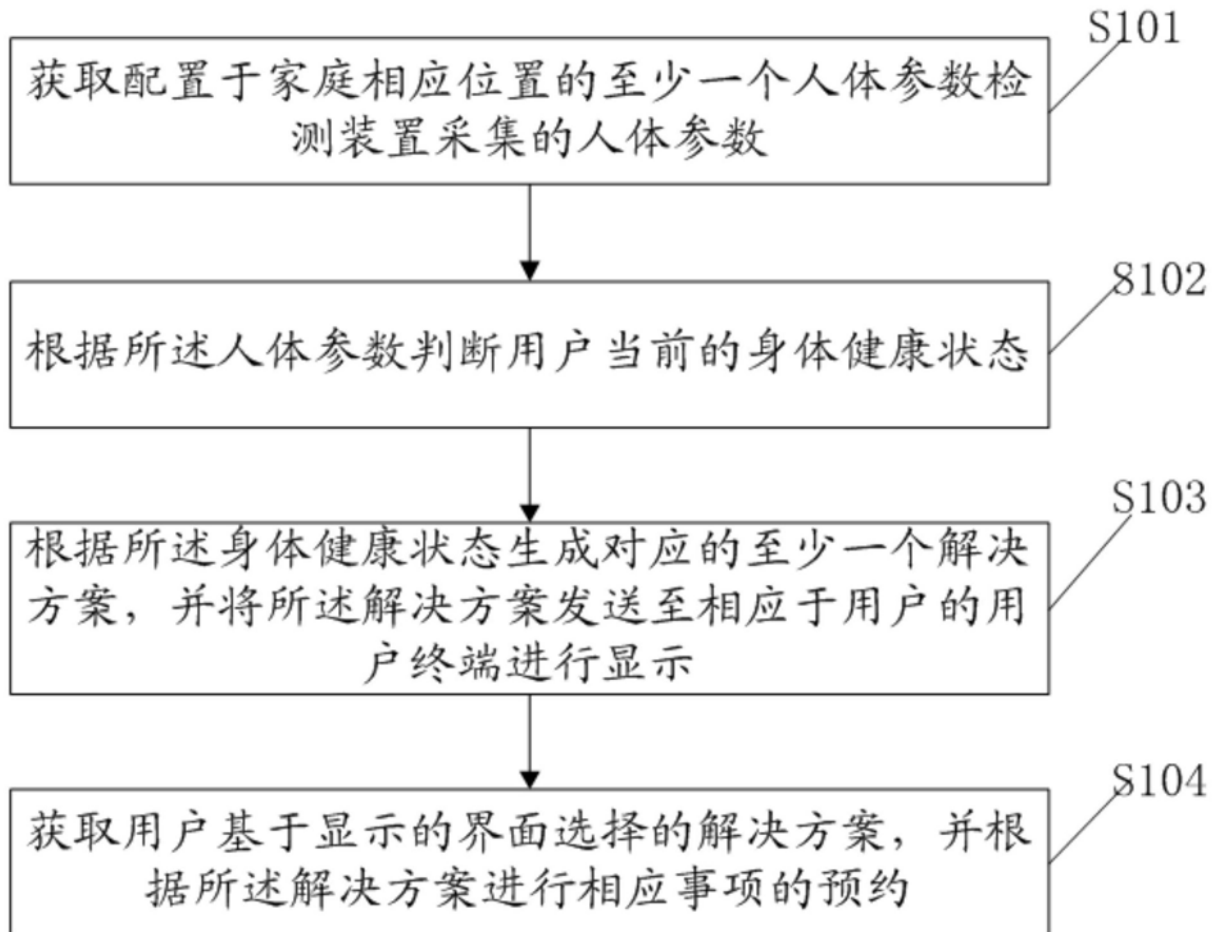 S101
获取配置于家庭相应位置的至少一个人体参数检
测装置采集的人体参数
S102
根据所述人体参数判断用户当前的身体健康状态
S103
根据所述身体健康状态生成对应的至少一个解决
方案，并将所述解决方案发送至相应于用户的用
户终端进行显示
S104
获取用户基于显示的界面选择的解决方案，并根
据所述解决方案进行相应事项的预约